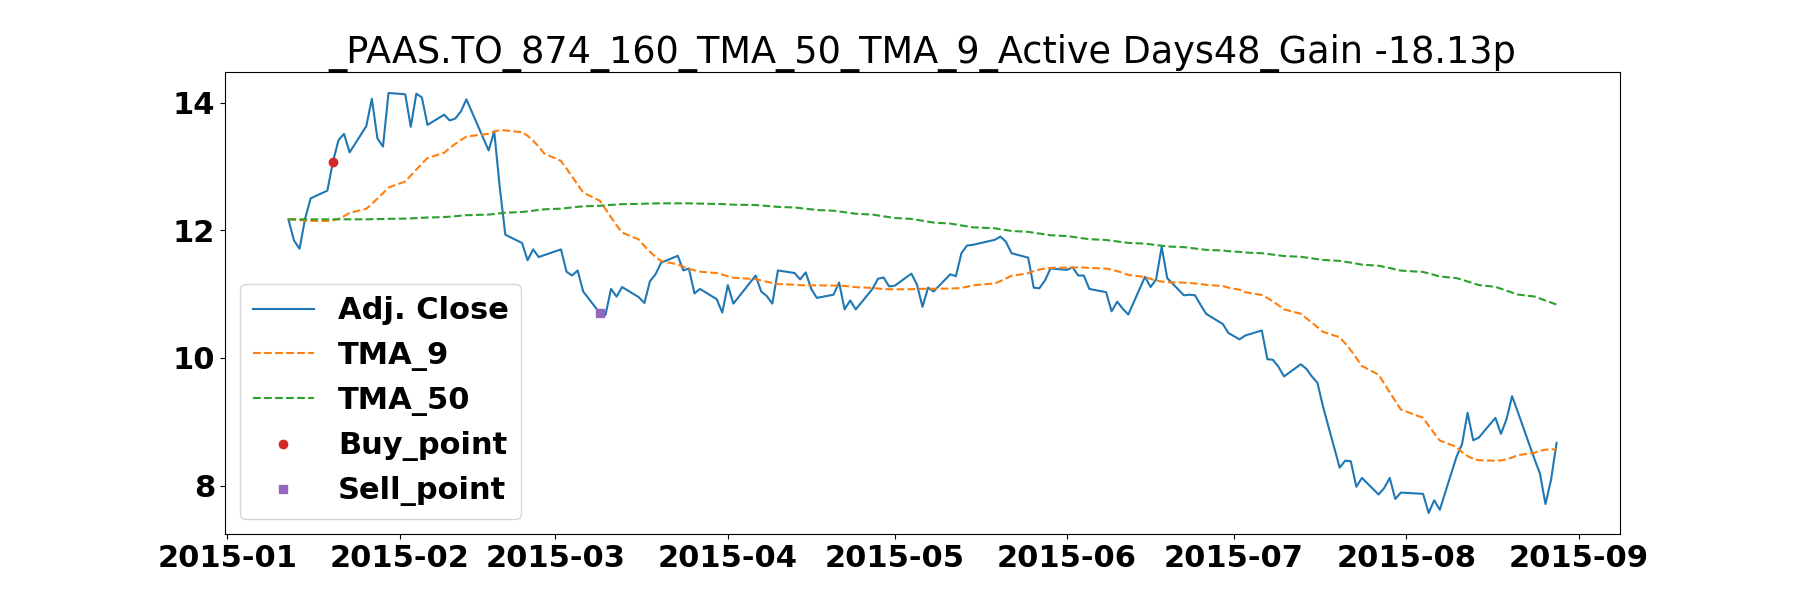 _PAAS.TO_874_160_TMA_50_TMA_9_Active Days48_Gain -18.13p
14
12
10
8
Adj. Close
TMA_9
TMA_50
Buy_point
Sell_point
2015-01 2015-02 2015-03 2015-04 2015-05 2015-06 2015-07 2015-08 2015-09